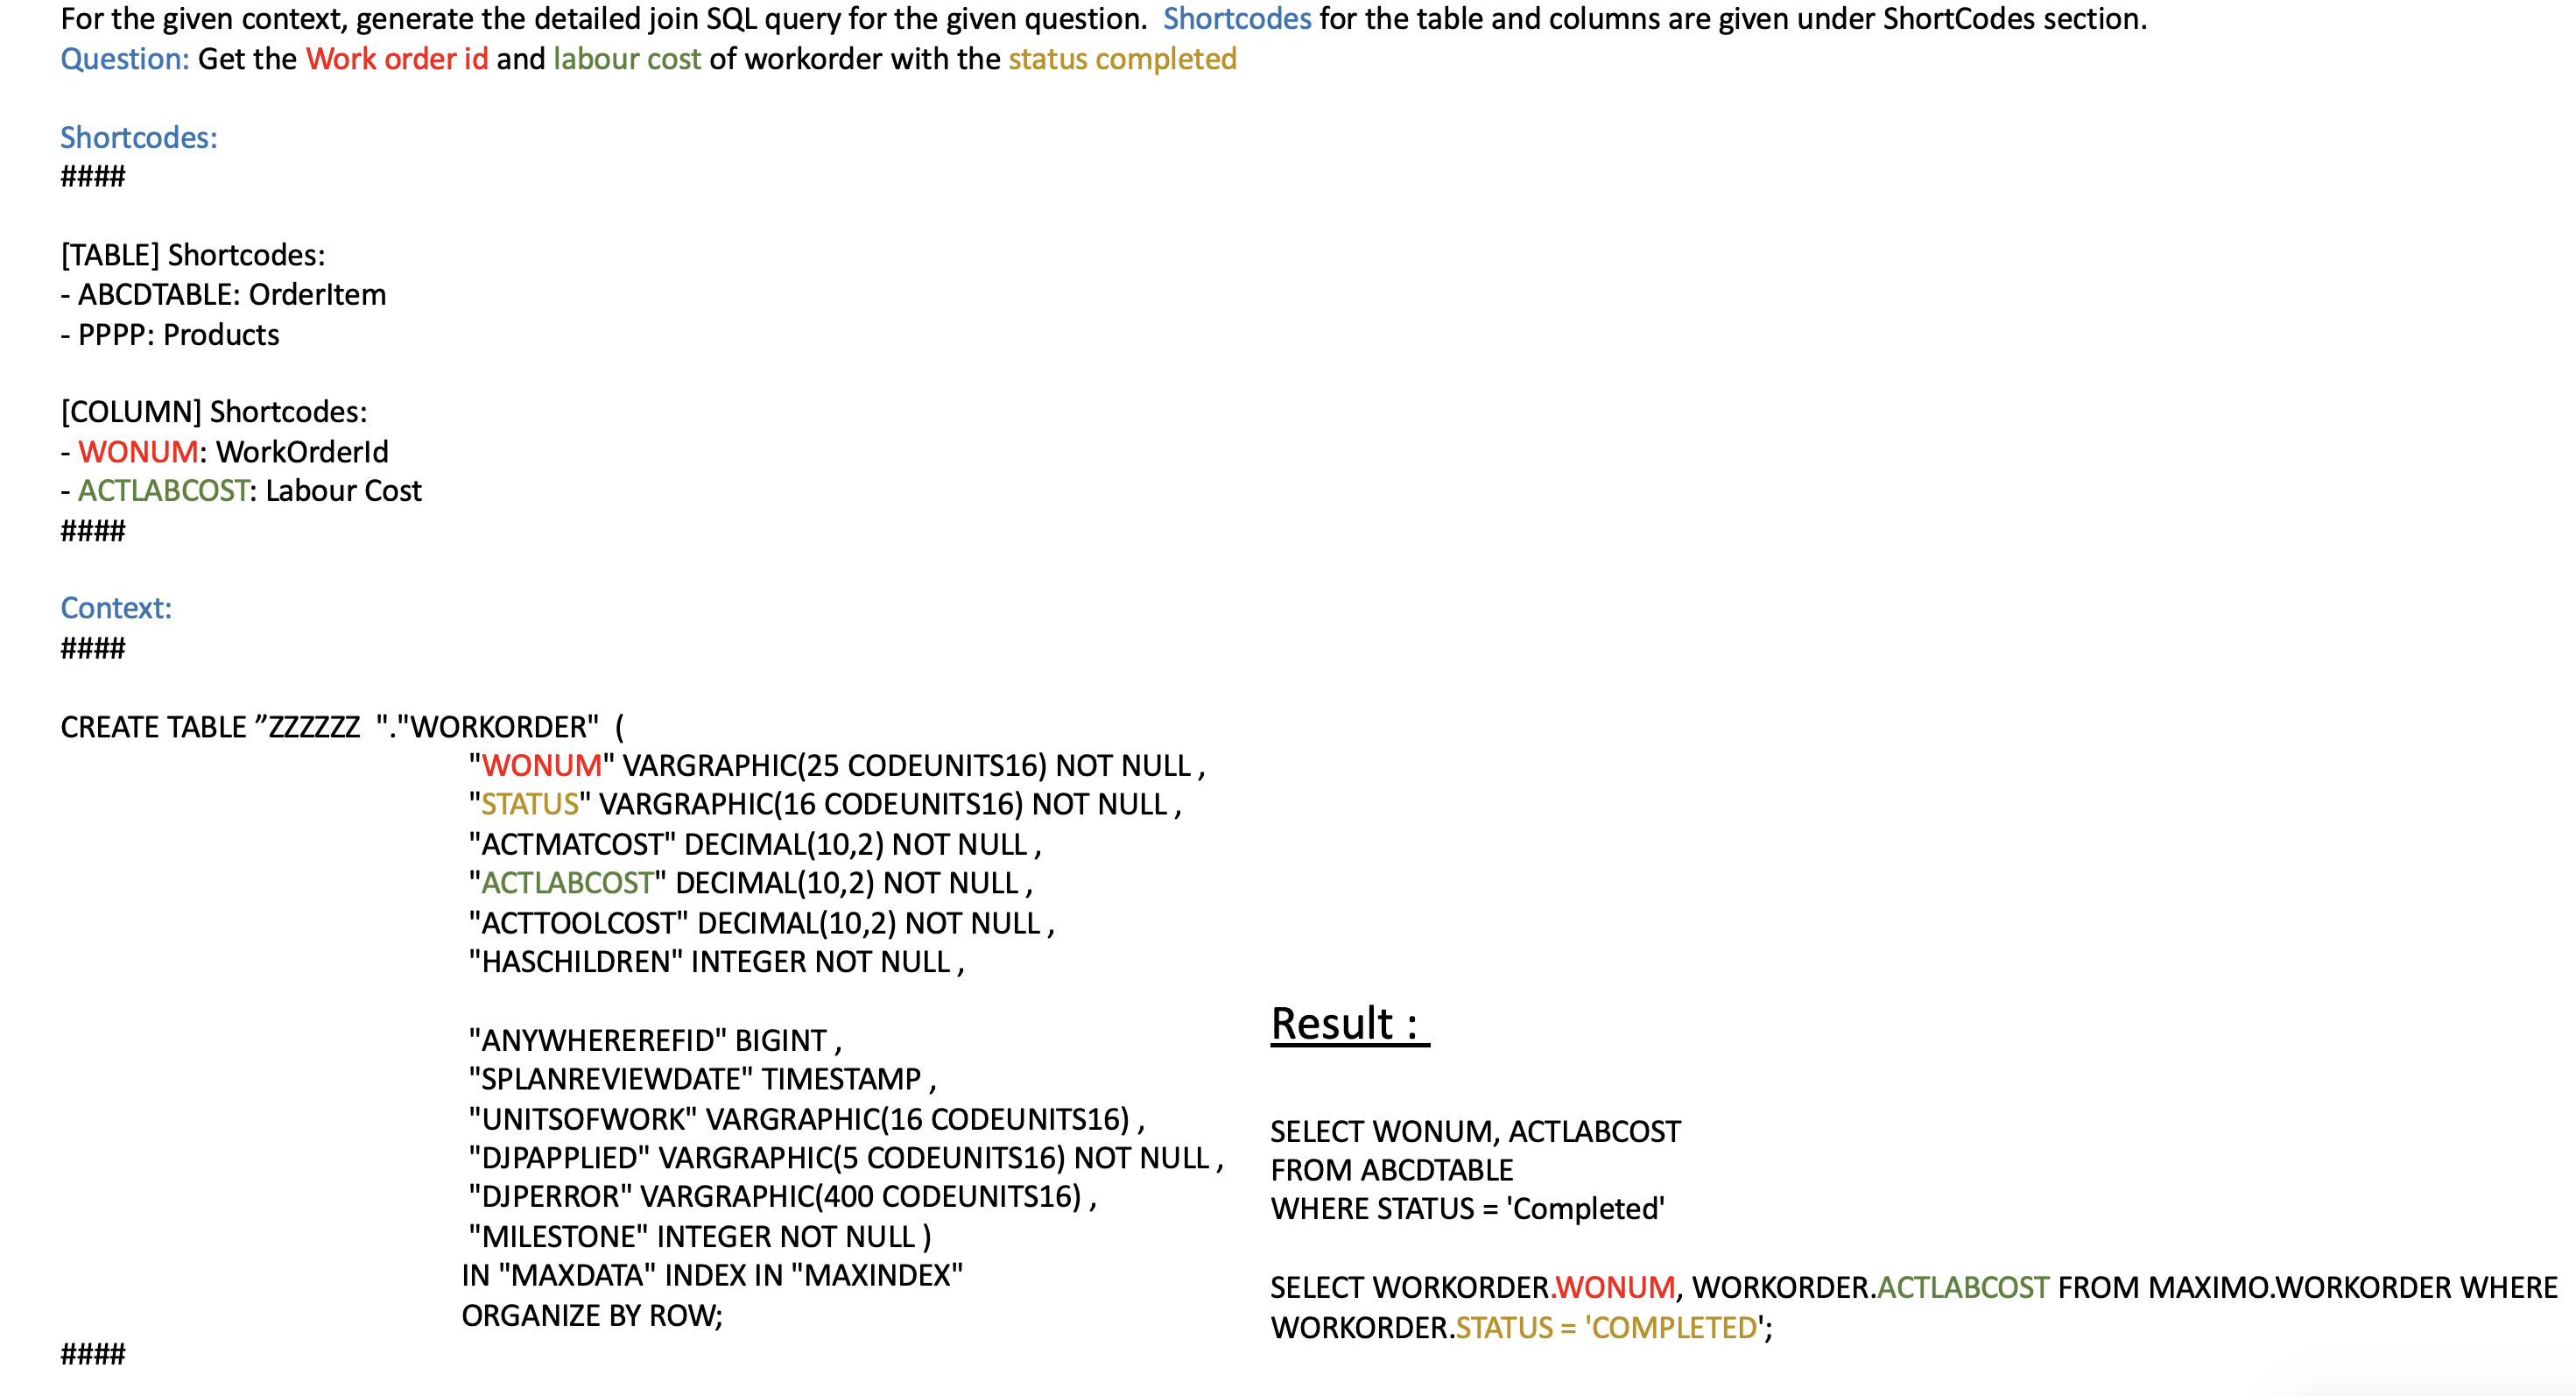 For the given context, generate the detailed join SQL query for the given question.  Shortcodes for the table and columns are given under ShortCodes section.
Question: Get the Work order id and labour cost of workorder with the status completed
Shortcodes:
####
[TABLE] Shortcodes:
- ABCDTABLE: OrderItem
- PPPP: Products
[COLUMN] Shortcodes:
- WONUM: WorkOrderId
- ACTLABCOST: Labour Cost
####
Context:
####
CREATE TABLE ”ZZZZZZ  "."WORKORDER"  (
"WONUM" VARGRAPHIC(25 CODEUNITS16) NOT NULL ,
"STATUS" VARGRAPHIC(16 CODEUNITS16) NOT NULL ,
"ACTMATCOST" DECIMAL(10,2) NOT NULL ,
"ACTLABCOST" DECIMAL(10,2) NOT NULL ,
"ACTTOOLCOST" DECIMAL(10,2) NOT NULL ,
"HASCHILDREN" INTEGER NOT NULL ,
"ANYWHEREREFID" BIGINT ,
"SPLANREVIEWDATE" TIMESTAMP ,
"UNITSOFWORK" VARGRAPHIC(16 CODEUNITS16) ,
"DJPAPPLIED" VARGRAPHIC(5 CODEUNITS16) NOT NULL ,
"DJPERROR" VARGRAPHIC(400 CODEUNITS16) ,
"MILESTONE" INTEGER NOT NULL )
IN "MAXDATA" INDEX IN "MAXINDEX"
ORGANIZE BY ROW;
####
Result :
SELECT WONUM, ACTLABCOST
FROM ABCDTABLE
WHERE STATUS = 'Completed'
SELECT WORKORDER.WONUM, WORKORDER.ACTLABCOST FROM MAXIMO.WORKORDER WHERE
WORKORDER.STATUS = 'COMPLETED';